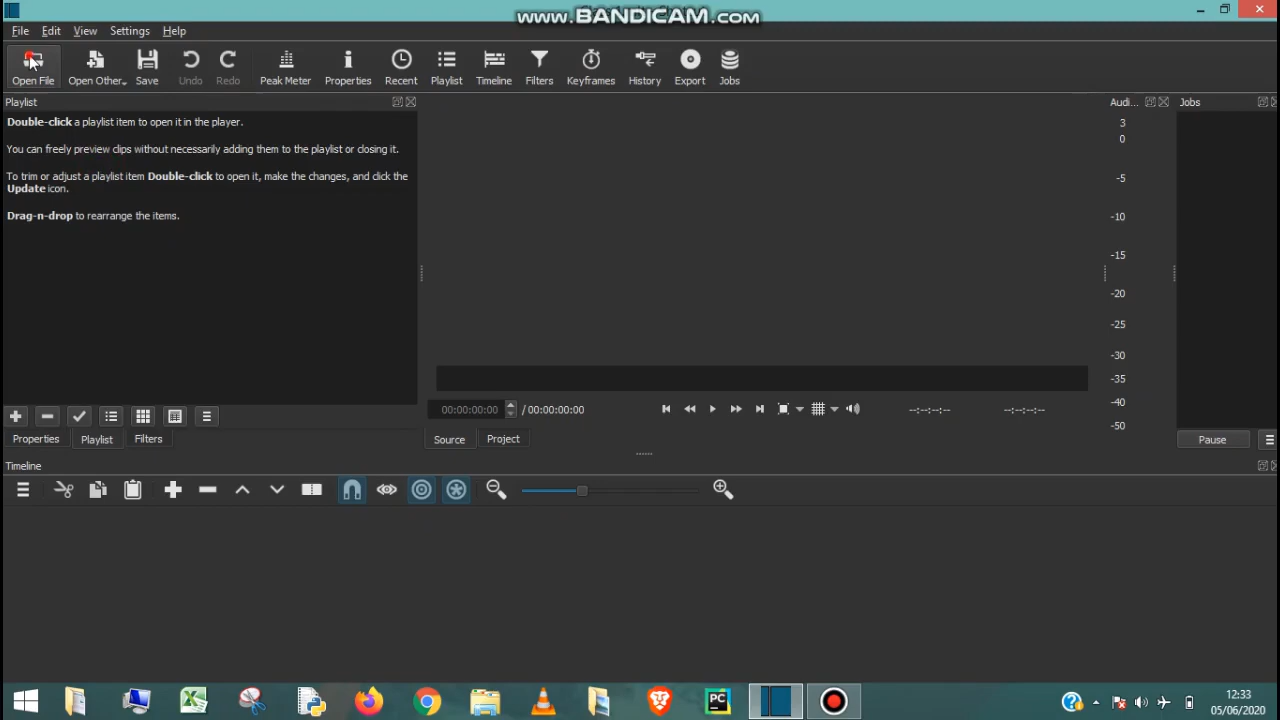 www.BANDICAM.com
File Edit View Settings Help
Open File Open Other.. Save Undo Redo Peak Meter Properties Recent Playlist Timeline Filters Keyframes History Export Jobs
Playlist
Double-click a playlist item to open it in the player.
You can freely preview clips without necessarily adding them to the playlist or closing it.
To trim or adjust a playlist item Double-click to open it, make the changes, and click the
Update icon.
Drag-n-drop to rearrange the items.
Audi... Jobs
3
0
-5
-10
-15
-20
-25
-30
-35
-40
-50
00:00:00:00 / 00:00:00:00 --:--:--:-- --:--:--:--
Properties Playlist Filters Source Project Pause
Timeline
PC
12:33
05/06/2020